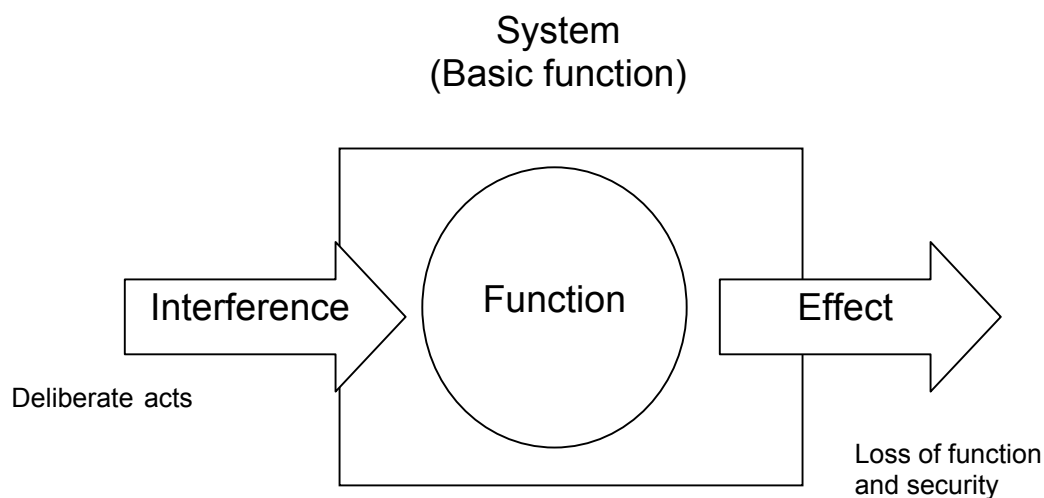 System
(Basic function)
Interference
Function
Effect
Deliberate acts
Loss of function
and security